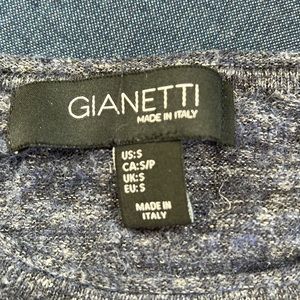 GIANETTI
MADE IN ITALY
US:S
CA:S/P
UK:S
EU:S
MADE IN
ITALY